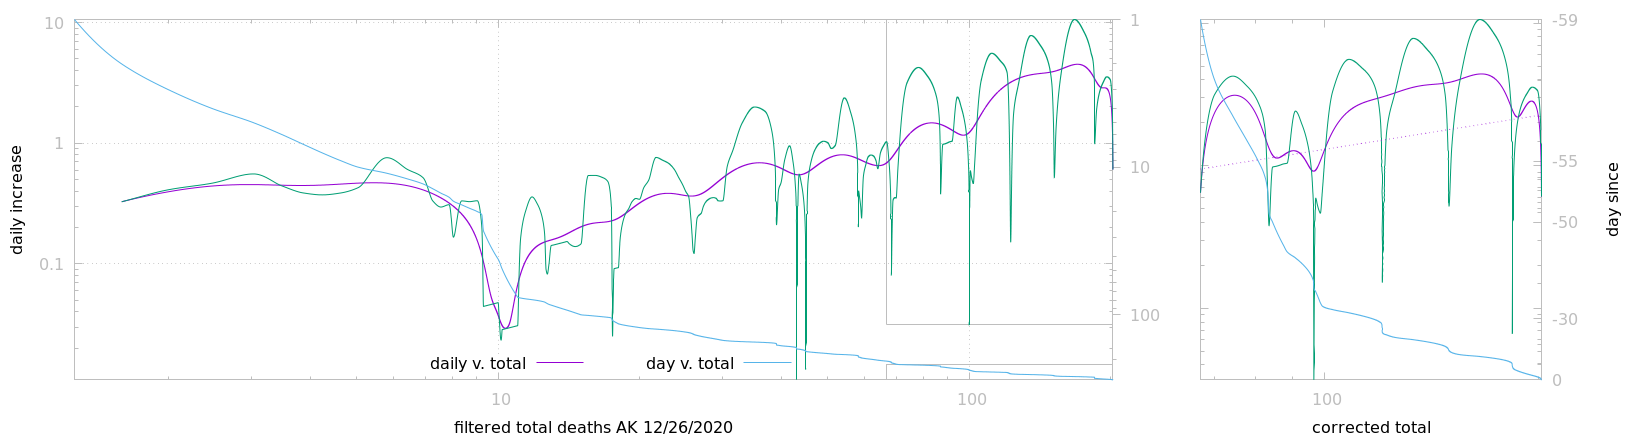 10
1
0.1
daily increase
daily v. total
day v. total
10
100
filtered total deaths AK 12/26/2020
1
10
100
-59
-55
-50
-30
0
day since
100
corrected total